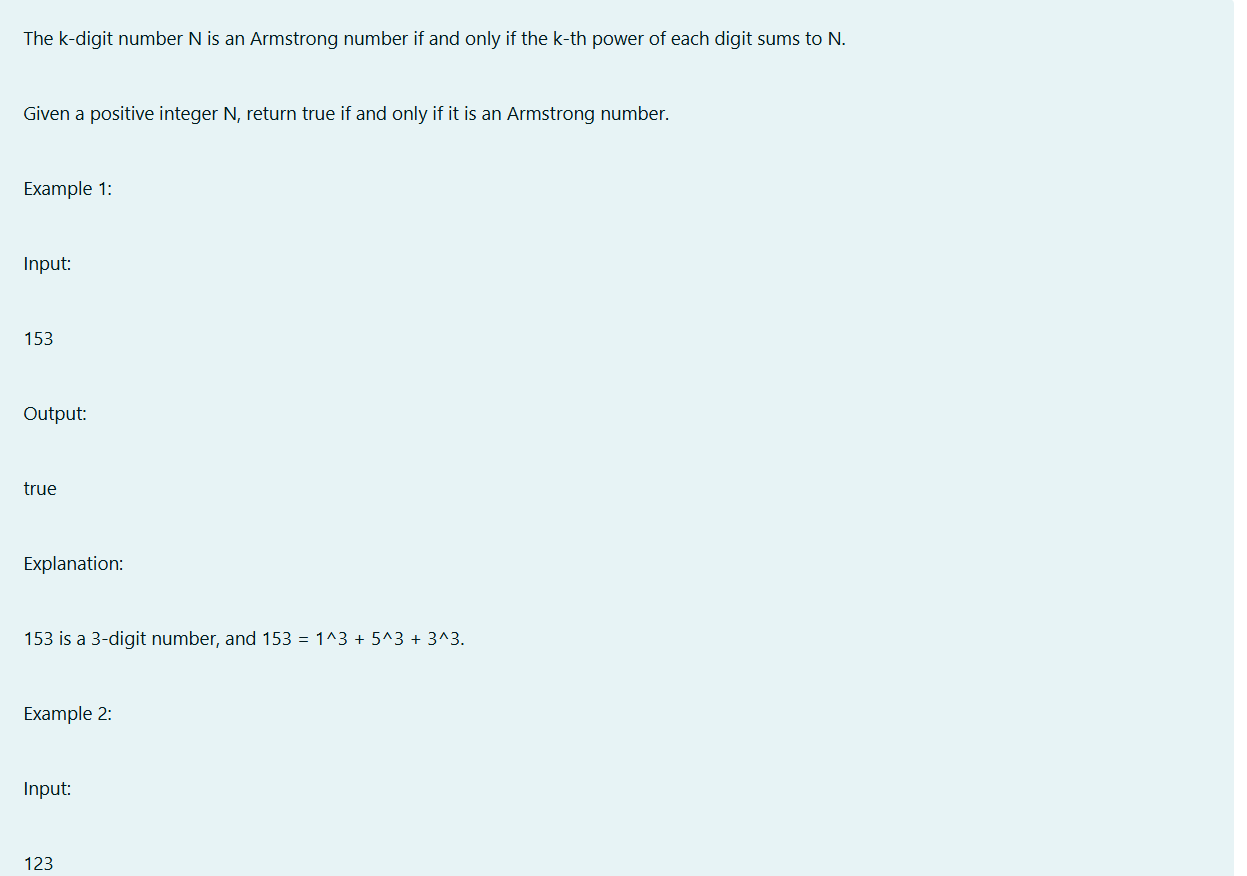 The k-digit number N is an Armstrong number if and only if the k-th power of each digit sums to N.
Given a positive integer N, return true if and only if it is an Armstrong number.
Example 1:
Input:
153
Output:
true
Explanation:
153 is a 3-digit number, and 153 = 1^3 + 5^3 + 3^3.
Example 2:
Input:
123